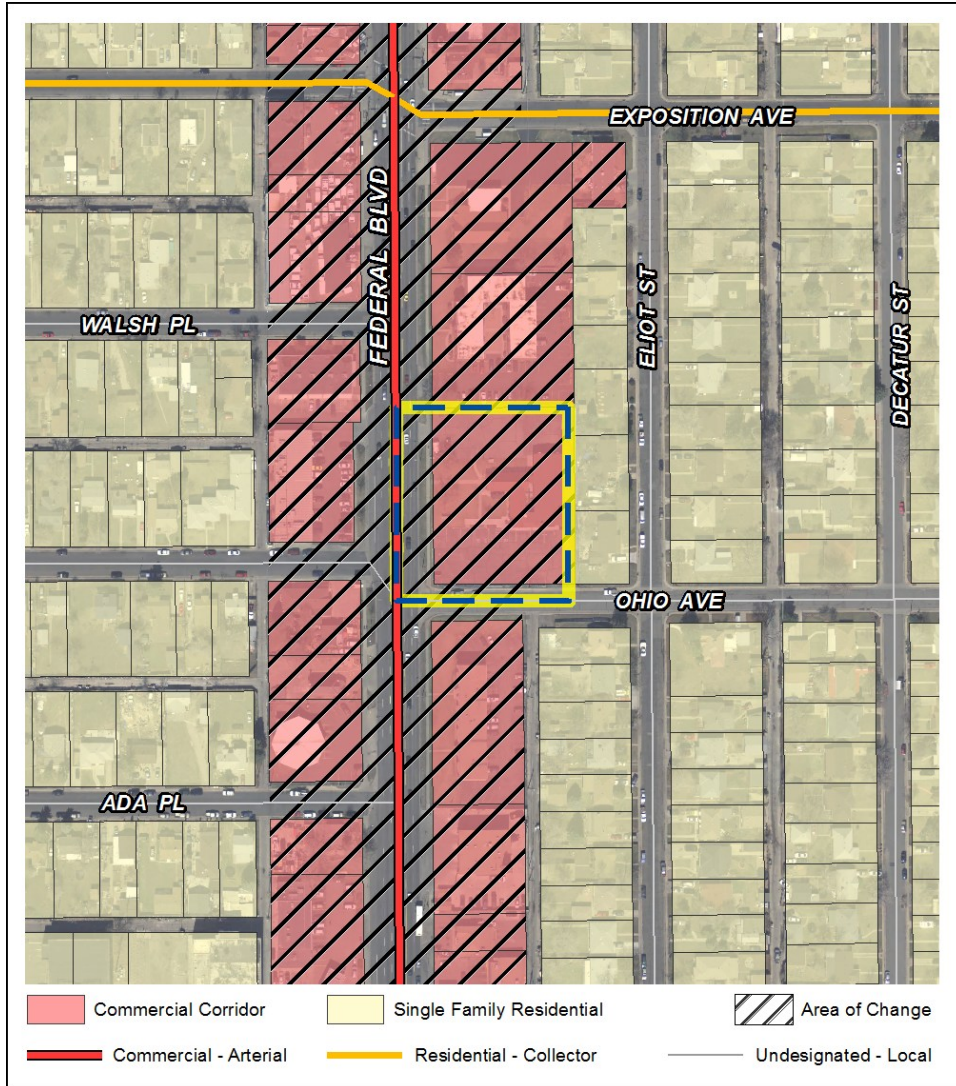 EXPOSITION AVE
FEDERAL BLVD
WALSH PL
ELIOT ST
DECATUR ST
OHIO AVE
ADA PL
Commercial Corridor
Single Family Residential
Area of Change
Commercial - Arterial
Residential - Collector
Undesignated - Local